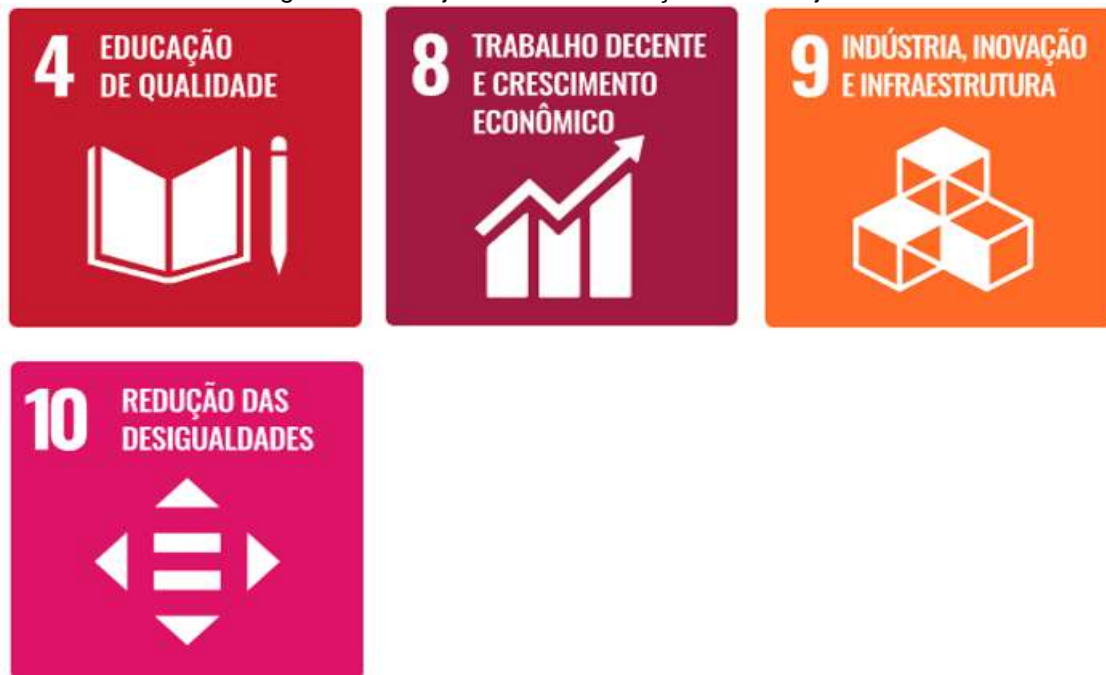 4 EDUCAÇÃO
DE QUALIDADE
8 TRABALHO DECENTE
E CRESCIMENTO
ECONÔMICO
9 INDÚSTRIA, INOVAÇÃO
E INFRAESTRUTURA
10 REDUÇÃO DAS
DESIGUALDADES